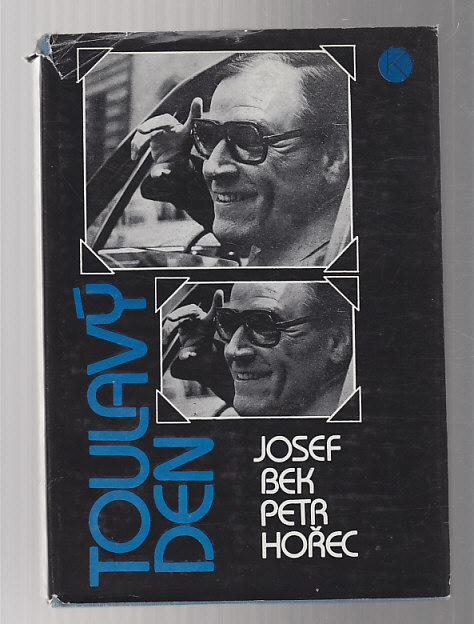 TOULAVÝ
DEN
JOSEF
BEK
PETR
HOŘEC
K